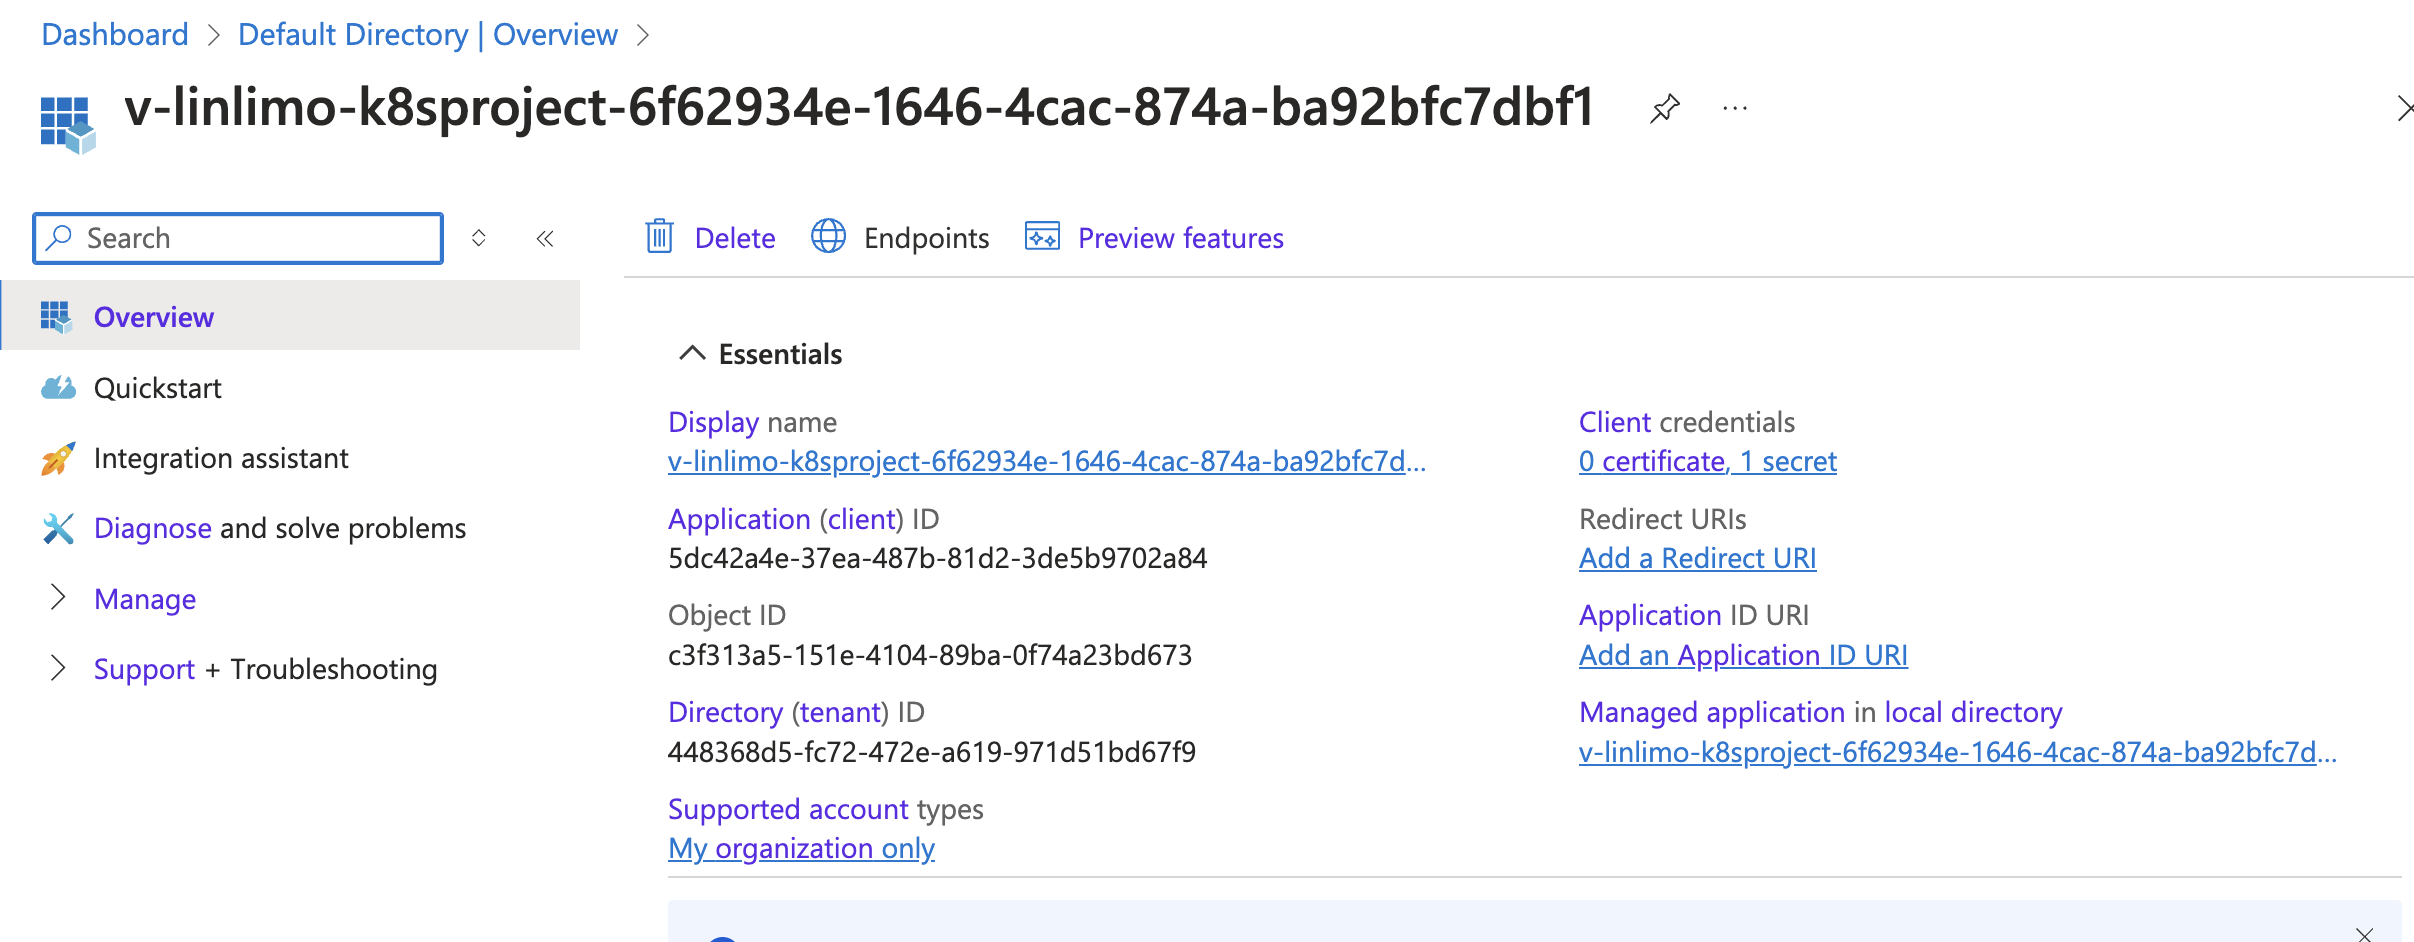 Dashboard > Default Directory | Overview >
v-linlimo-k8sproject-6f62934e-1646-4cac-874a-ba92bfc7dbf1
Search
Overview
Quickstart
Integration assistant
Diagnose and solve problems
Manage
Support + Troubleshooting
Delete Endpoints Preview features
Essentials
Display name
v-linlimo-k8sproject-6f62934e-1646-4cac-874a-ba92bfc7d...
Application (client) ID
5dc42a4e-37ea-487b-81d2-3de5b9702a84
Object ID
c3f313a5-151e-4104-89ba-0f74a23bd673
Directory (tenant) ID
448368d5-fc72-472e-a619-971d51bd67f9
Supported account types
My organization only
Client credentials
0 certificate, 1 secret
Redirect URIs
Add a Redirect URI
Application ID URI
Add an Application ID URI
Managed application in local directory
v-linlimo-k8sproject-6f62934e-1646-4cac-874a-ba92bfc7d...